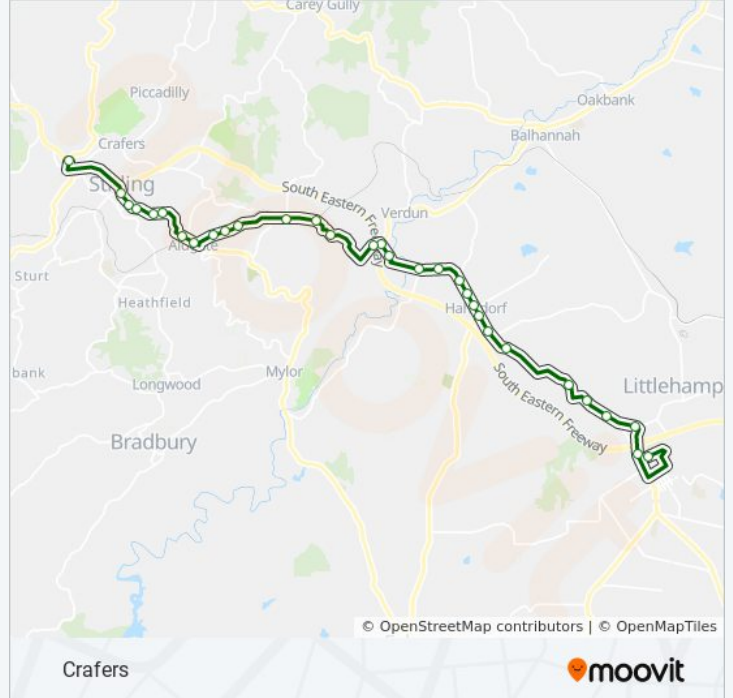 Carey Gully
Piccadilly
Oakbank
Balhannah
Crafers
Stirling
South Eastern Freeway
Verdun
Aldgate
Sturt
Heathfield
Hahndorf
bank
Mylor
Longwood
South Eastern Freeway
Littlehamp
Bradbury
© OpenStreetMap contributors | © OpenMapTiles
Crafers
moovit